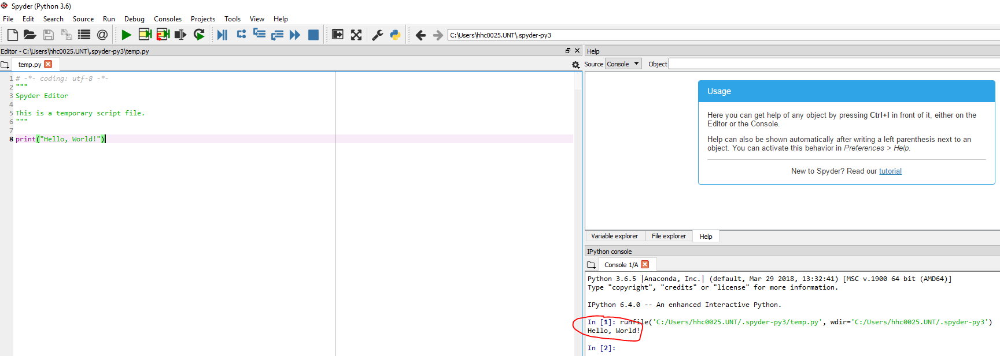 Spyder (Python 3.6)
File Edit Search Source Run Debug Consoles Projects Tools View Help
C:\Users\hhc0025.UNT\.spyder-py3
Editor - C:\Users\hhc0025.UNT\.spyder-py3\temp.py
temp.py
1 # -*- coding: utf-8 -*-
2 """
3 Spyder Editor
4
5 This is a temporary script file.
6 """
7
8 print("Hello, World!")
Help
Source Console Object
Usage
Here you can get help of any object by pressing Ctrl+I in front of it, either on the
Editor or the Console.
Help can also be shown automatically after writing a left parenthesis next to an
object. You can activate this behavior in Preferences > Help.
New to Spyder? Read our tutorial
Variable explorer File explorer Help
IPython console
Console 1/A
Python 3.6.5 |Anaconda, Inc.| (default, Mar 29 2018, 13:32:41) [MSC v.1900 64 bit (AMD64)]
Type "copyright", "credits" or "license" for more information.
IPython 6.4.0 -- An enhanced Interactive Python.
In [1]: runfile('C:/Users/hhc0025.UNT/.spyder-py3/temp.py', wdir='C:/Users/hhc0025.UNT/.spyder-py3')
Hello, World!
In [2]: